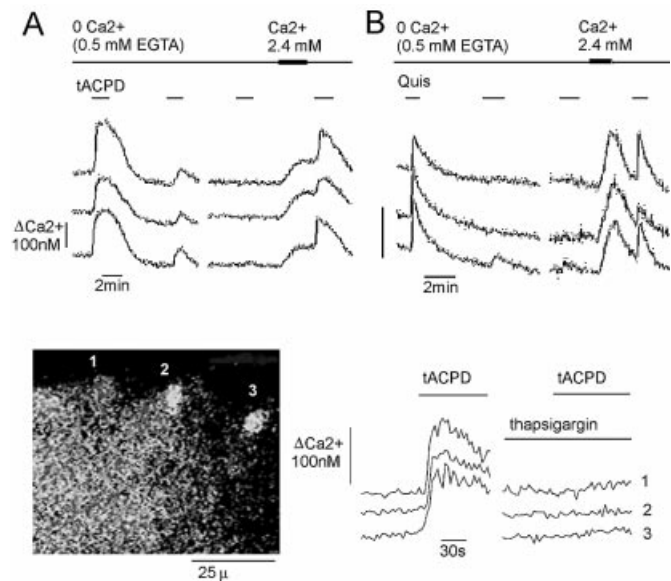 A
0 Ca2+
(0.5 mM EGTA)
Ca2+
2.4 mM
tACPD
ΔCa2+
100nM
2min
B
0 Ca2+
(0.5 mM EGTA)
Ca2+
2.4 mM
Quis
2min
1
2
3
25 μ
tACPD
tACPD
thapsigargin
ΔCa2+
100nM
30s
1
2
3